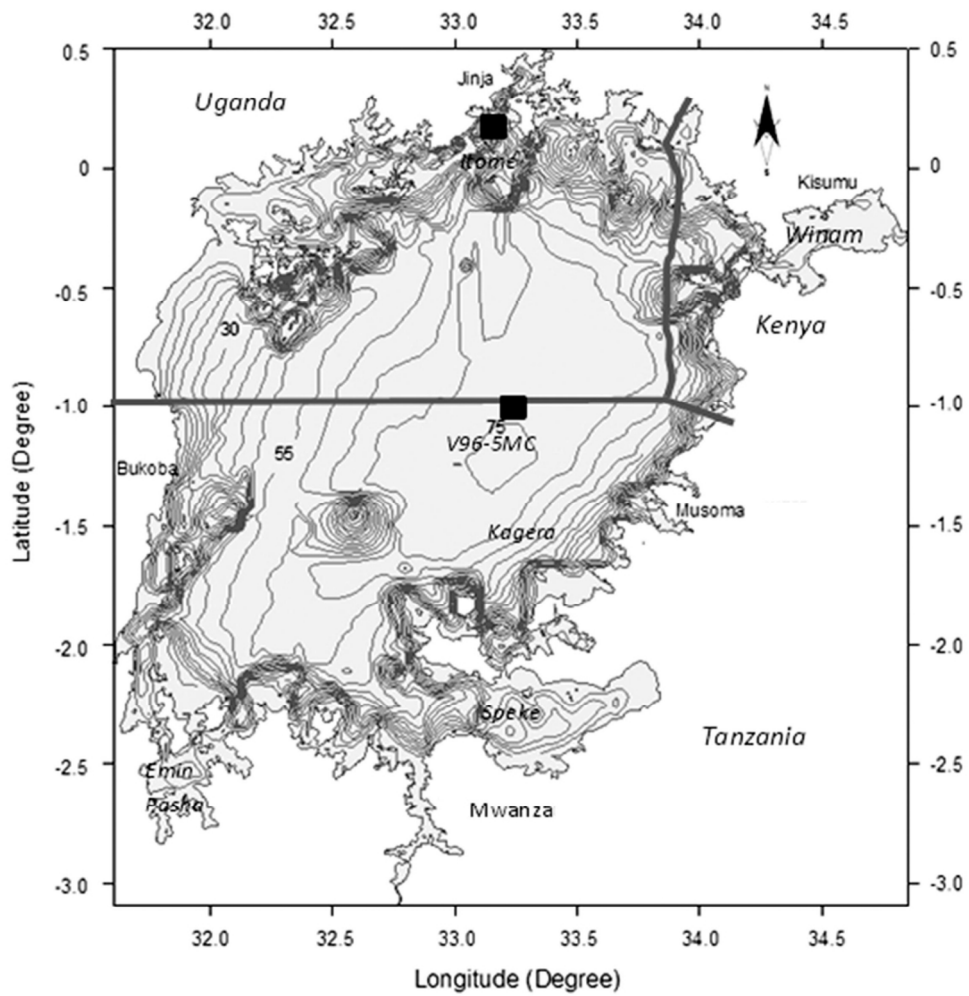 32.0 32.5 33.0 33.5 34.0 34.5
0.5 0.5
Jinja
Uganda
Itome
0 0
Kisumu
Winam
-0.5 -0.5
30
Kenya
-1.0 -1.0
75
V96-5MC
55
Bukoba
Musoma
-1.5 -1.5
Kagera
-2.0 -2.0
Speke
Tanzania
-2.5 -2.5
Emin
Pasha
Mwanza
-3.0 -3.0
32.0 32.5 33.0 33.5 34.0 34.5
Latitude (Degree)
Longitude (Degree)